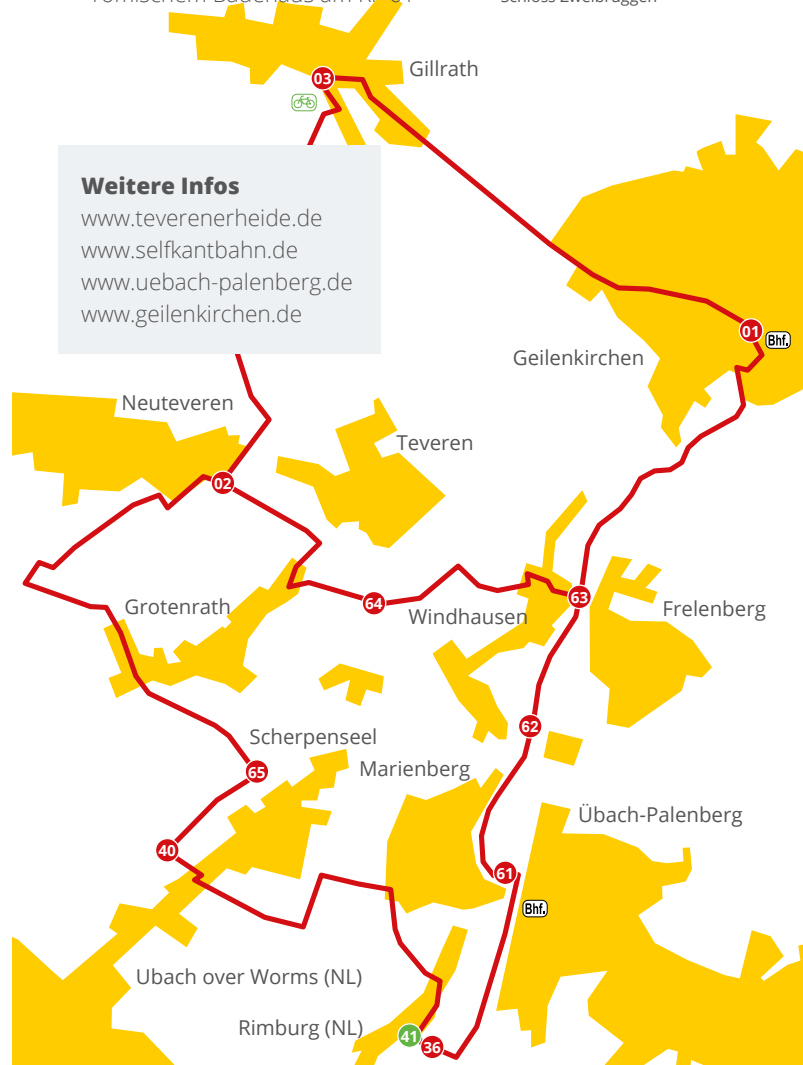 Schloss Zweibrüggen
03
Gillrath
Weitere Infos
www.teverenerheide.de
www.selfkantbahn.de
www.uebach-palenberg.de
www.geilenkirchen.de
01
Bhf.
Geilenkirchen
Neuteveren
Teveren
02
Grotenrath
64
Windhausen
63
Frelenberg
62
Scherpenseel
65
Marienberg
Übach-Palenberg
40
61
Bhf.
Ubach over Worms (NL)
Rimburg (NL)
41
36